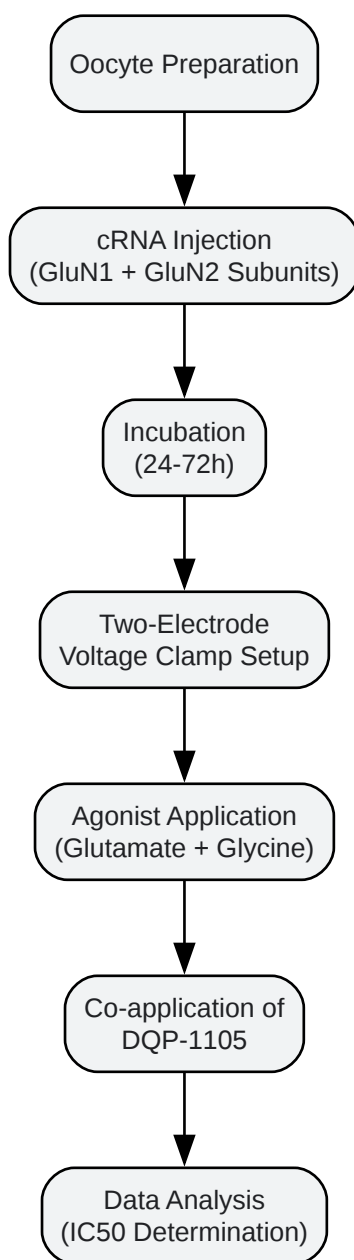 Oocyte Preparation
cRNA Injection
(GluN1 + GluN2 Subunits)
Incubation
(24-72h)
Two-Electrode
Voltage Clamp Setup
Agonist Application
(Glutamate + Glycine)
Co-application of
DQP-1105
Data Analysis
(IC50 Determination)